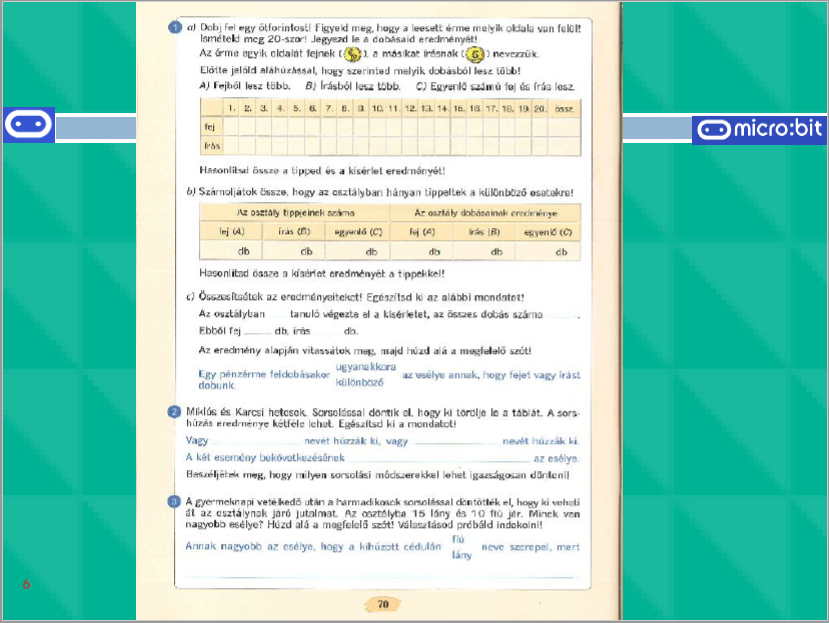 1 a) Dobj fel egy ötforintost! Figyeld meg, hogy a leesett érme melyik oldala van felül!
Ismételd meg 20-szor! Jegyezd le a dobásaid eredményét!
Az érme egyik oldalát fejnek ( ), a másikat írásnak ( 5 ) nevezzük.
Előtte jelöld aláhúzással, hogy szerinted melyik dobásból lesz több!
A) Fejből lesz több. B) Írásból lesz több. C) Egyenlő számú fej és írás lesz.
1. 2. 3. 4. 5. 6. 7. 8. 9. 10. 11. 12. 13. 14. 15. 16. 17. 18. 19. 20. össz.
fej
írás
Hasonlítsd össze a tipped és a kísérlet eredményét!
b) Számoljátok össze, hogy az osztályban hányan tippeltek a különböző esetekre!
Az osztály tippjeinek száma Az osztály dobásainak eredménye
fej (A) írás (B) egyenlő (C) fej (A) írás (B) egyenlő (C)
db db db db db db
Hasonlítsd össze a kísérlet eredményét a tippekkel!
c) Összesítsétek az eredményeiteket! Egészítsd ki az alábbi mondatot!
Az osztályban tanuló végezte el a kísérletet, az összes dobás száma ______.
Ebből fej ______ db, írás db.
Az eredmény alapján vitassátok meg, majd húzd alá a megfelelő szót!
Egy pénzérme feldobásakor ugyanakkora az esélye annak, hogy fejet vagy írást
különböző
dobunk.
2 Miklós és Karcsi hetesek. Sorsolással döntik el, hogy ki törölje le a táblát. A sors-
húzás eredménye kétféle lehet. Egészítsd ki a mondatot!
Vagy ______ nevét húzzák ki, vagy ______ nevét húzzák ki.
A két esemény bekövetkezésének ______ az esélye.
Beszéljétek meg, hogy milyen sorsolási módszerekkel lehet igazságosan dönteni!
3 A gyermeknapi vetélkedő után a harmadikosok sorsolással döntötték el, hogy ki veheti
át az osztálynak járó jutalmat. Az osztályba 15 lány és 10 fiú jár. Minek van
nagyobb esélye? Húzd alá a megfelelő szót! Választásod próbáld indokolni!
fiú
Annak nagyobb az esélye, hogy a kihúzott cédulán neve szerepel, mert
lány
70
micro:bit
6